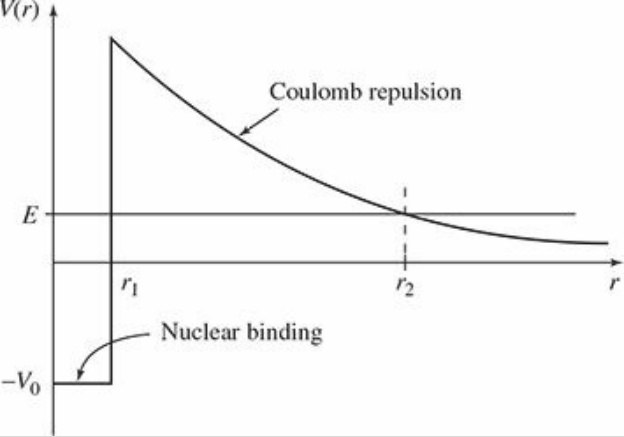 V(r)
Coulomb repulsion
E
r₁
r₂
r
Nuclear binding
−V₀